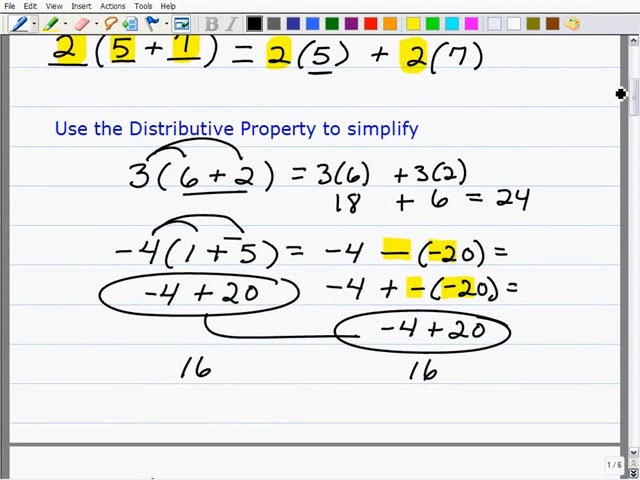 File Edit View Insert Actions Tools Help
2 ( 5 + 7 ) = 2 ( 5 ) + 2 ( 7 )
Use the Distributive Property to simplify
3 ( 6 + 2 ) = 3(6) + 3(2)
18 + 6 = 24
-4 ( 1 + -5 ) = -4 - (-20) =
-4 + 20 -4 + -(-20) =
-4 + 20
16 16
1 / 6